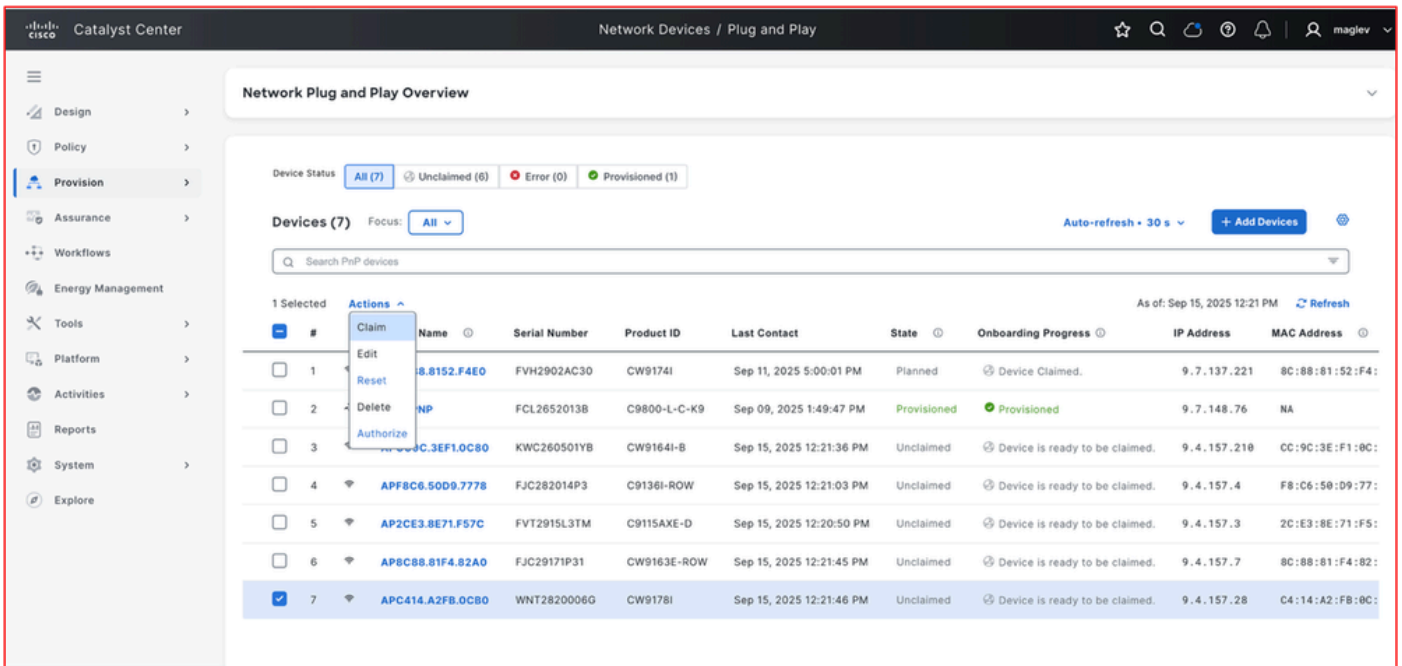 cisco Catalyst Center Network Devices / Plug and Play maglev
Network Plug and Play Overview
Design
Policy
Provision
Assurance
Workflows
Energy Management
Tools
Platform
Activities
Reports
System
Explore
Device Status All (7) Unclaimed (6) Error (0) Provisioned (1)
Devices (7) Focus: All Auto-refresh • 30 s + Add Devices
Search PnP devices
1 Selected Actions As of: Sep 15, 2025 12:21 PM Refresh
Claim
Edit
Reset
Delete
Authorize
# Name Serial Number Product ID Last Contact State Onboarding Progress IP Address MAC Address
1 8.8152.F4E0 FVH2902AC30 CW9174I Sep 11, 2025 5:00:01 PM Planned Device Claimed. 9.7.137.221 8C:88:81:52:F4:
2 NP FCL2652013B C9800-L-C-K9 Sep 09, 2025 1:49:47 PM Provisioned Provisioned 9.7.148.76 NA
3 C.3EF1.0C80 KWC260501YB CW9164I-B Sep 15, 2025 12:21:36 PM Unclaimed Device is ready to be claimed. 9.4.157.210 CC:9C:3E:F1:0C:
4 APF8C6.50D9.7778 FJC282014P3 C9136I-ROW Sep 15, 2025 12:21:03 PM Unclaimed Device is ready to be claimed. 9.4.157.4 F8:C6:50:D9:77:
5 AP2CE3.8E71.F57C FVT2915L3TM C9115AXE-D Sep 15, 2025 12:20:50 PM Unclaimed Device is ready to be claimed. 9.4.157.3 2C:E3:8E:71:F5:
6 AP8C88.81F4.82A0 FJC29171P31 CW9163E-ROW Sep 15, 2025 12:21:45 PM Unclaimed Device is ready to be claimed. 9.4.157.7 8C:88:81:F4:82:
7 APC414.A2FB.0CB0 WNT2820006G CW9178I Sep 15, 2025 12:21:46 PM Unclaimed Device is ready to be claimed. 9.4.157.28 C4:14:A2:FB:0C: